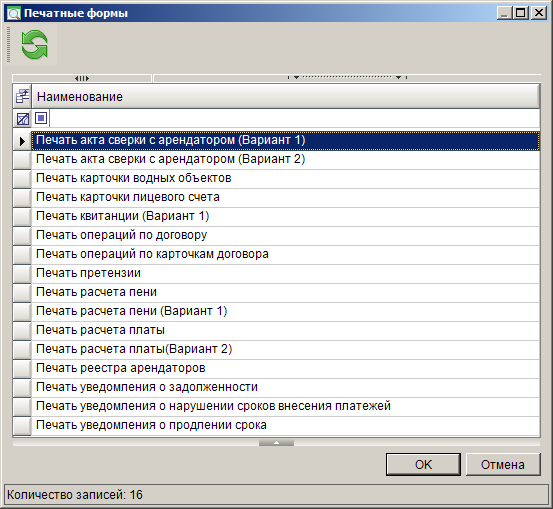 Печатные формы
Наименование
Печать акта сверки с арендатором (Вариант 1)
Печать акта сверки с арендатором (Вариант 2)
Печать карточки водных объектов
Печать карточки лицевого счета
Печать квитанции (Вариант 1)
Печать операций по договору
Печать операций по карточкам договора
Печать претензии
Печать расчета пени
Печать расчета пени (Вариант 1)
Печать расчета платы
Печать расчета платы(Вариант 2)
Печать реестра арендаторов
Печать уведомления о задолженности
Печать уведомления о нарушении сроков внесения платежей
Печать уведомления о продлении срока
OK
Отмена
Количество записей: 16